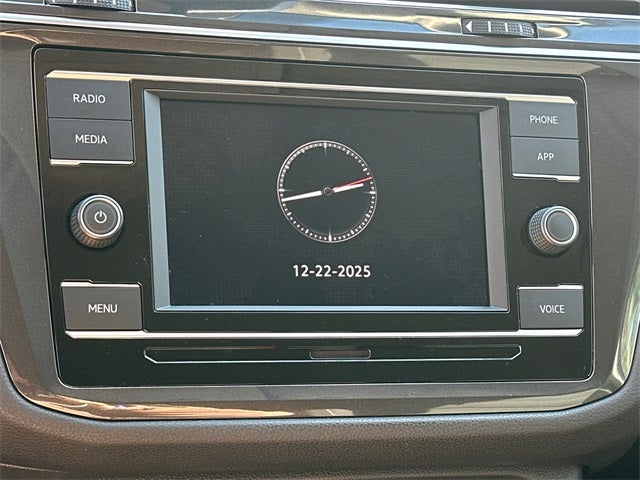 RADIO
MEDIA
PHONE
APP
12-22-2025
MENU
VOICE